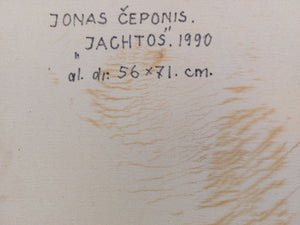 JONAS ČEPONIS.
„JACHTOS". 1990
al. dr. 56×71. cm.